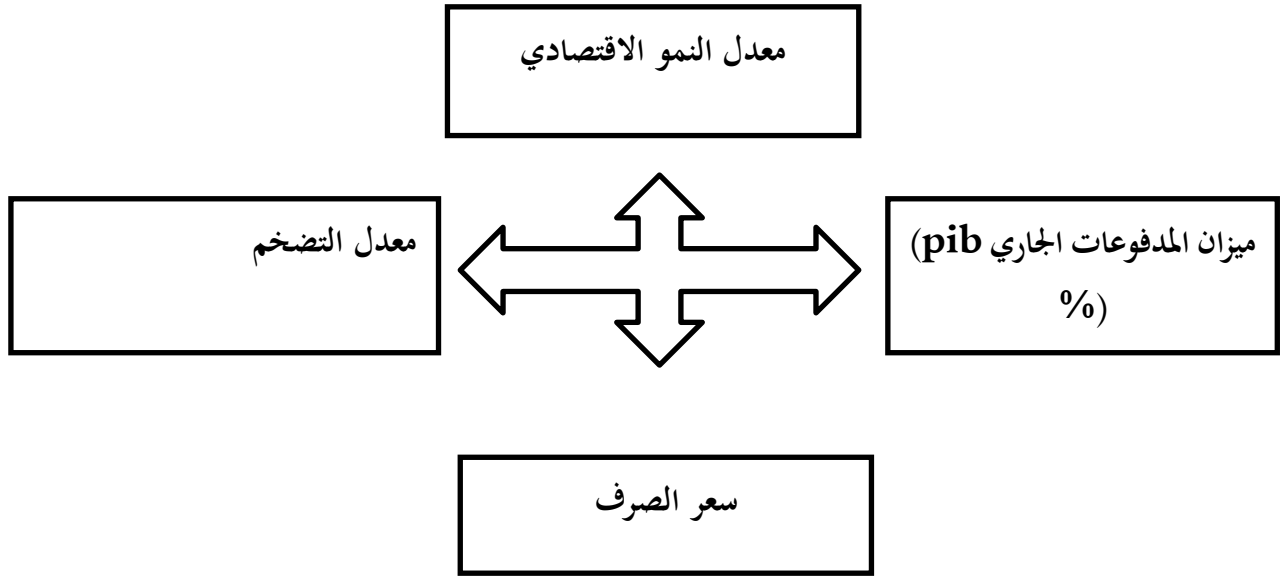 معدل النمو الاقتصادي
ميزان المدفوعات الجاري pib)
(%
معدل التضخم
سعر الصرف